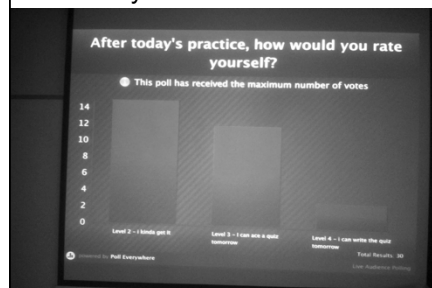 After today's practice, how would you rate
yourself?
This poll has received the maximum number of votes
14
12
10
8
6
4
2
0
Level 2 - I kinda get it
Level 3 - I can ace a quiz
tomorrow
Level 4 - I can write the quiz
tomorrow
Total Results: 30
powered by Poll Everywhere
Live Audience Polling